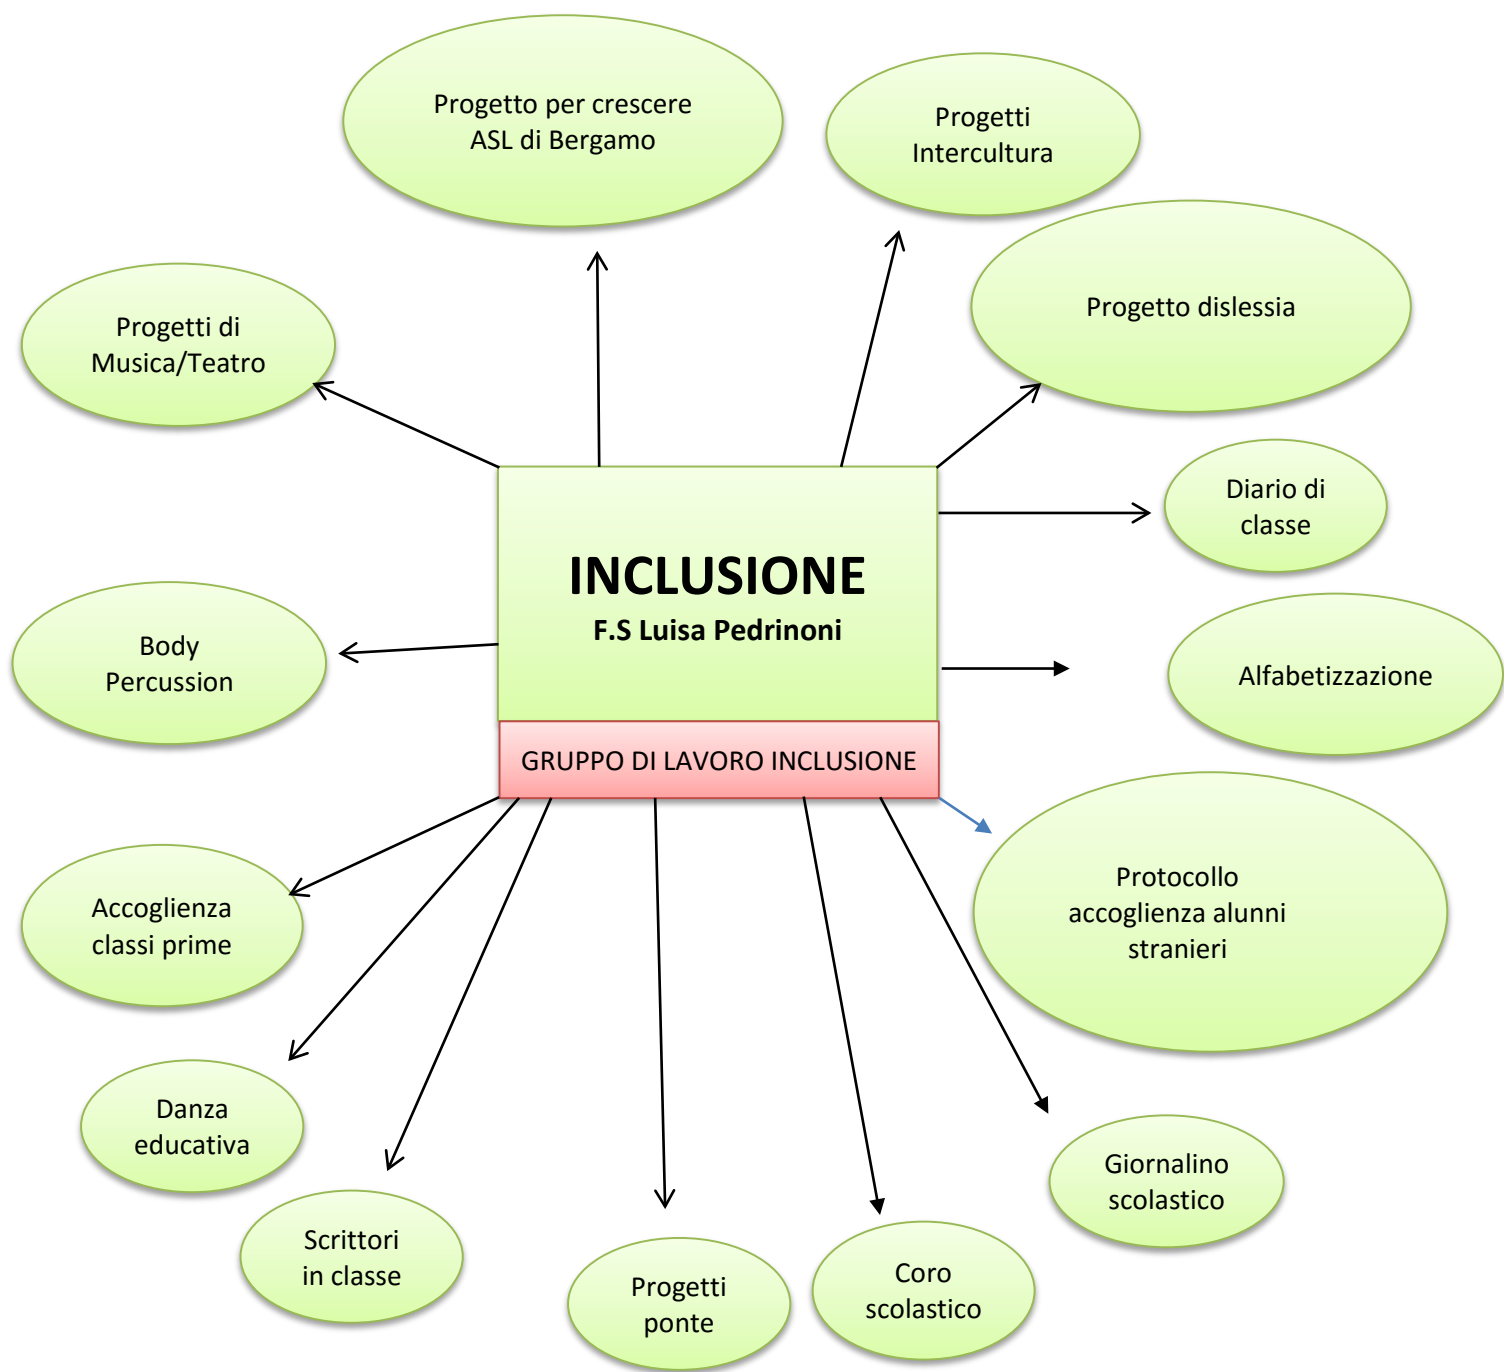 Progetto per crescere
ASL di Bergamo
Progetti
Intercultura
Progetto dislessia
Progetti di
Musica/Teatro
Diario di
classe
INCLUSIONE
F.S Luisa Pedrinoni
Body
Percussion
Alfabetizzazione
GRUPPO DI LAVORO INCLUSIONE
Protocollo
accoglienza alunni
stranieri
Accoglienza
classi prime
Danza
educativa
Giornalino
scolastico
Scrittori
in classe
Progetti
ponte
Coro
scolastico